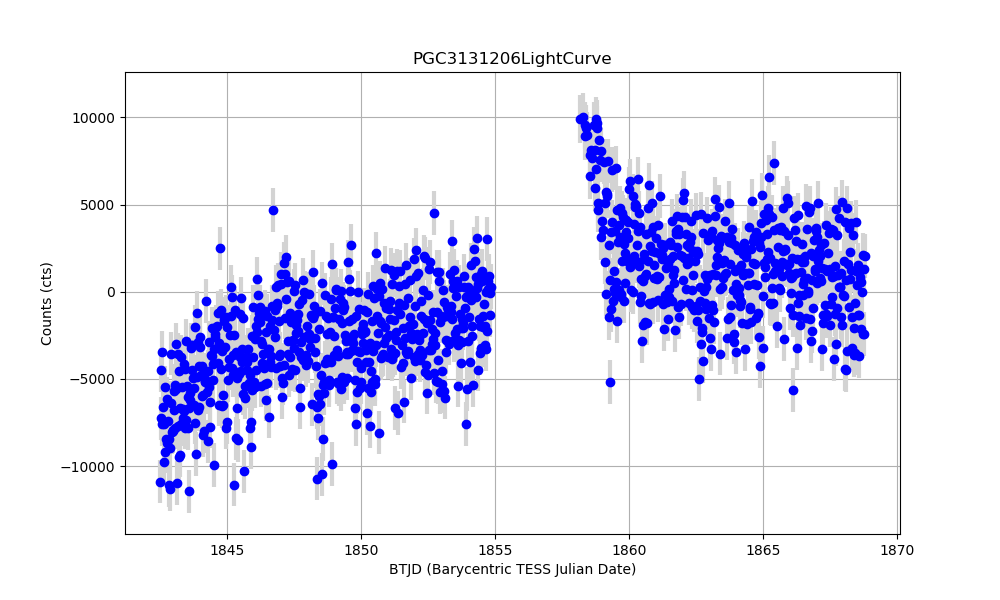 PGC3131206LightCurve
10000
5000
0
−5000
−10000
Counts (cts)
1845 1850 1855 1860 1865 1870
BTJD (Barycentric TESS Julian Date)